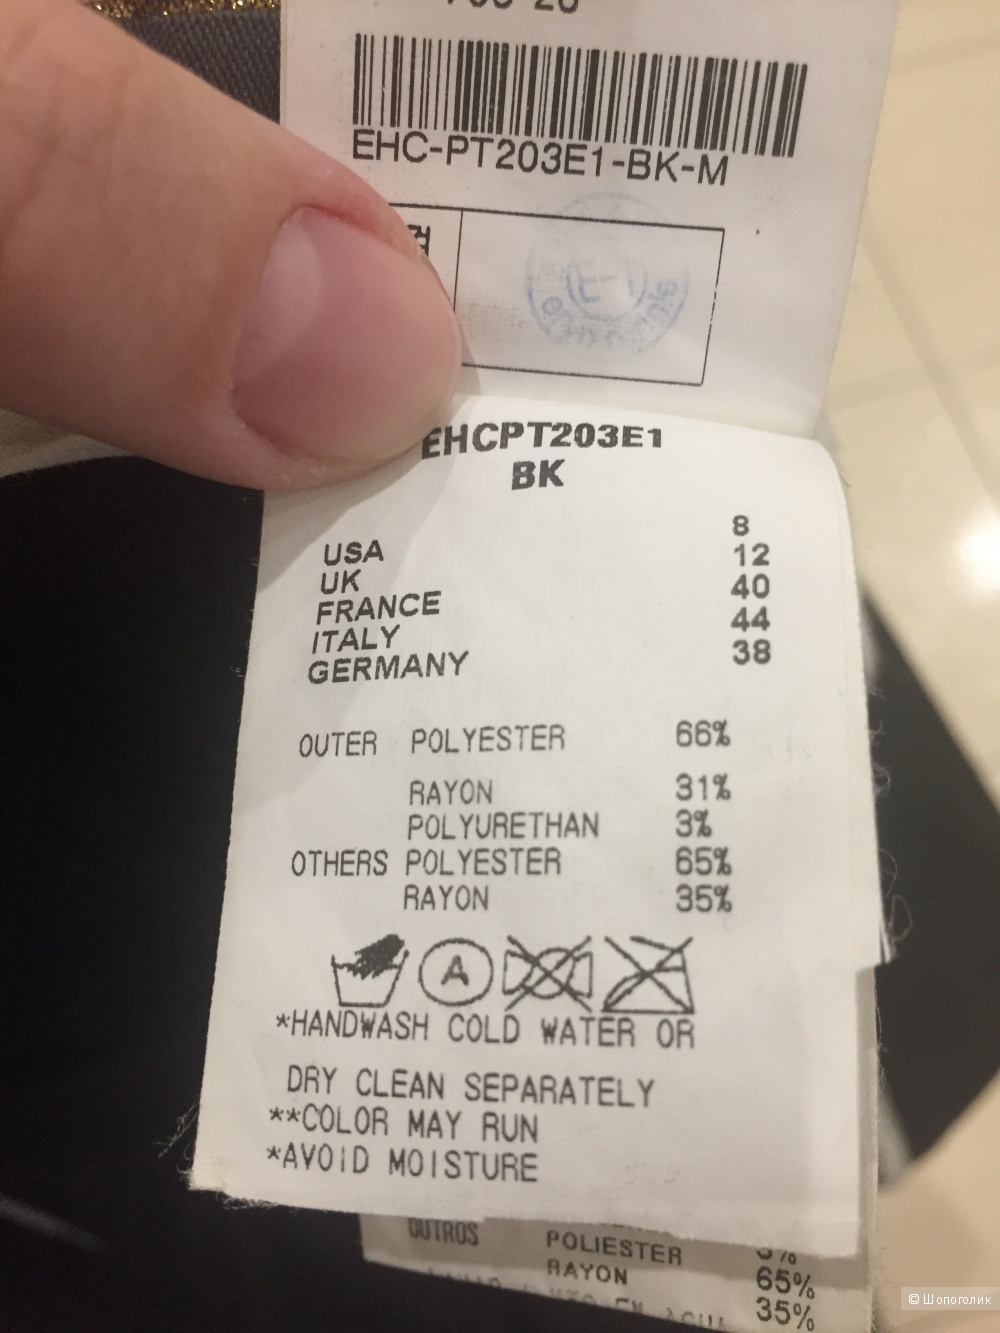 EHC-PT203E1-BK-M
EHCPT203E1
BK
USA 8
UK 12
FRANCE 40
ITALY 44
GERMANY 38
OUTER POLYESTER 66%
RAYON 31%
POLYURETHAN 3%
OTHERS POLYESTER 65%
RAYON 35%
A
*HANDWASH COLD WATER OR
DRY CLEAN SEPARATELY
**COLOR MAY RUN
*AVOID MOISTURE
3%
OUTROS POLIESTER 65%
RAYON 35%
© Шопоголик